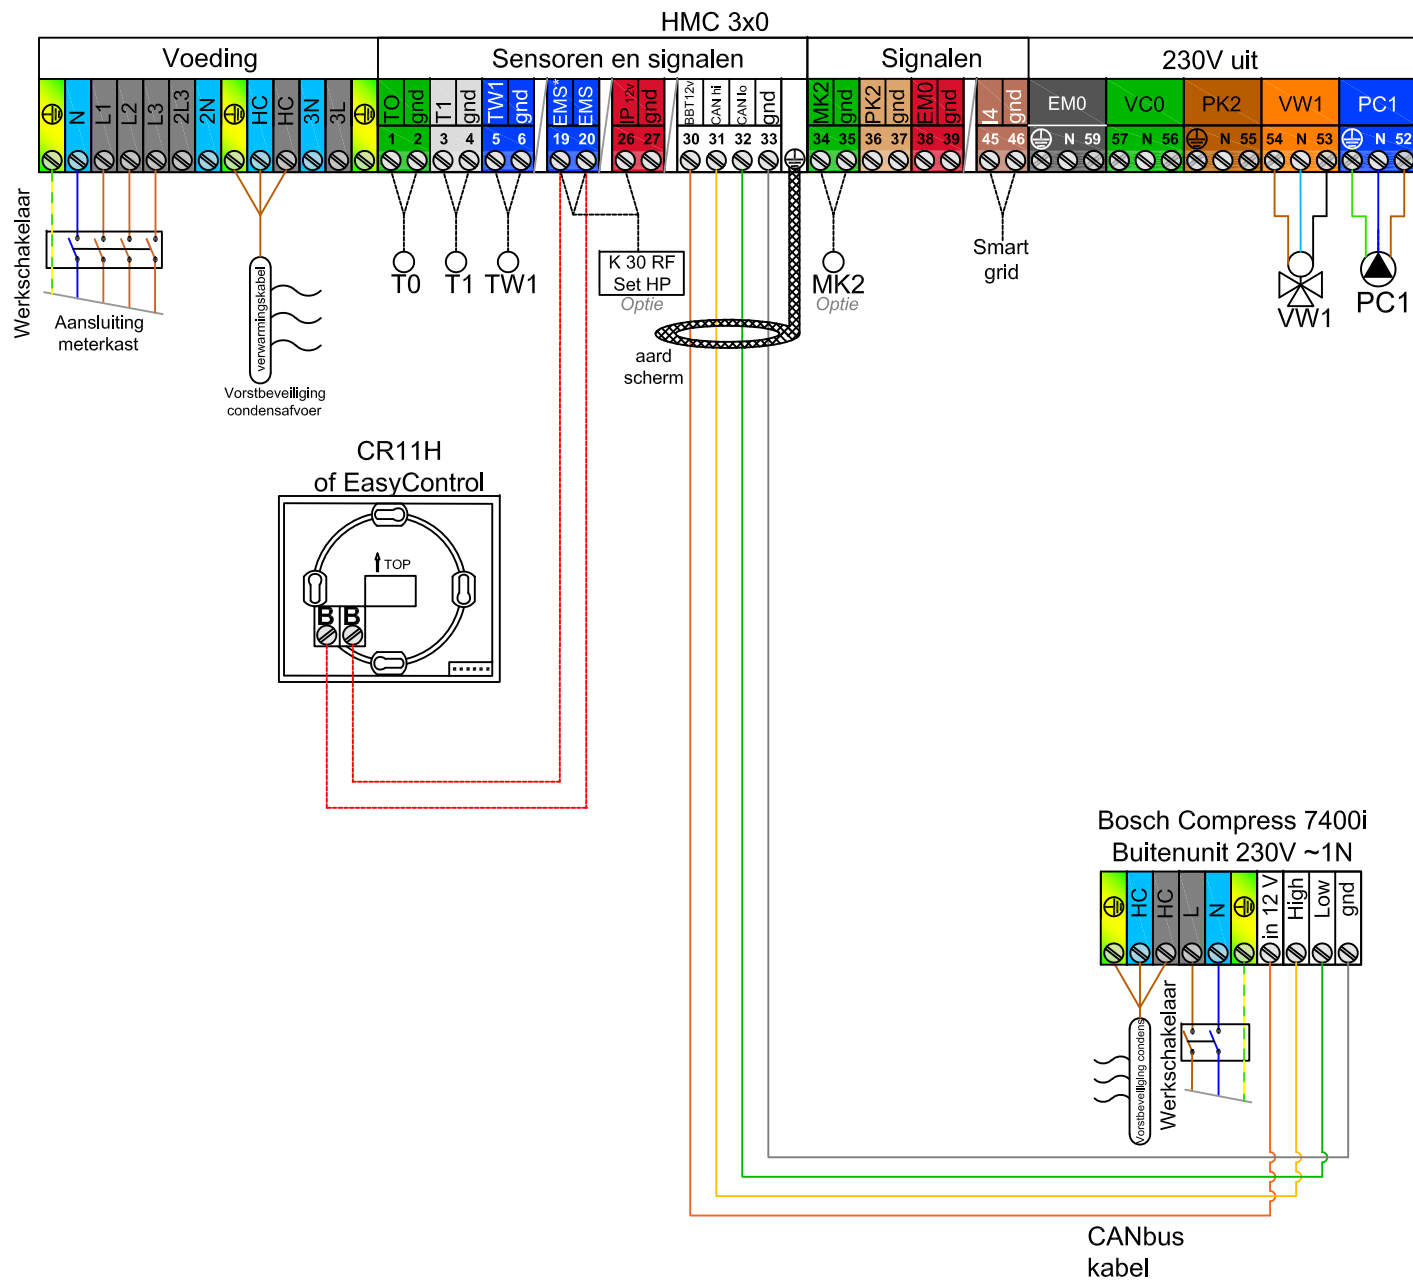 HMC 3x0
Voeding
Sensoren en signalen
Signalen
230V uit
N
L1
L2
L3
2L3
2N
HC
HC
3N
3L
TO
gnd
T1
gnd
TW1
gnd
EMS*
EMS
IP 12v
gnd
BBT12v
CAN hi
CAN lo
gnd
MK2
gnd
PK2
gnd
EM0
gnd
I4
gnd
EM0
VC0
PK2
VW1
PC1
1 2 3 4 5 6 19 20 26 27 30 31 32 33 34 35 36 37 38 39 45 46 N 59 57 N 56 N 55 54 N 53 N 52
Werkschakelaar
Aansluiting
meterkast
verwarmingskabel
Vorstbeveiliging
condensafvoer
T0
T1
TW1
K 30 RF
Set HP
Optie
aard
scherm
MK2
Optie
Smart
grid
VW1
PC1
CR11H
of EasyControl
TOP
B B
Bosch Compress 7400i
Buitenunit 230V ~1N
HC
HC
L
N
in 12 V
High
Low
gnd
Vorstbeveiliging condens
Werkschakelaar
CANbus
kabel